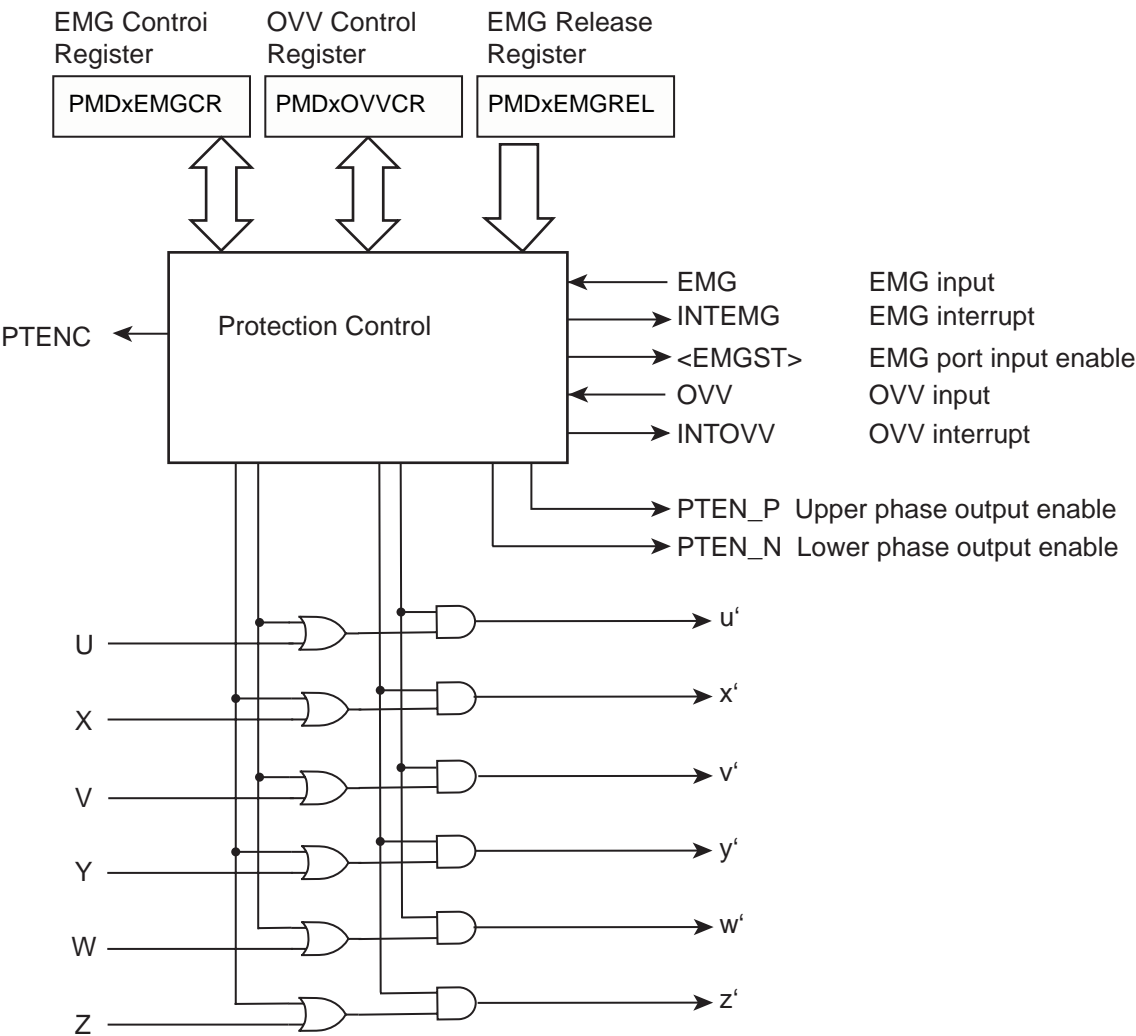 EMG Controi
Register
OVV Control
Register
EMG Release
Register
PMDxEMGCR
PMDxOVVCR
PMDxEMGREL
Protection Control
PTENC
EMG EMG input
INTEMG EMG interrupt
<EMGST> EMG port input enable
OVV OVV input
INTOVV OVV interrupt
PTEN_P Upper phase output enable
PTEN_N Lower phase output enable
U u‘
X x‘
V v‘
Y y‘
W w‘
Z z‘